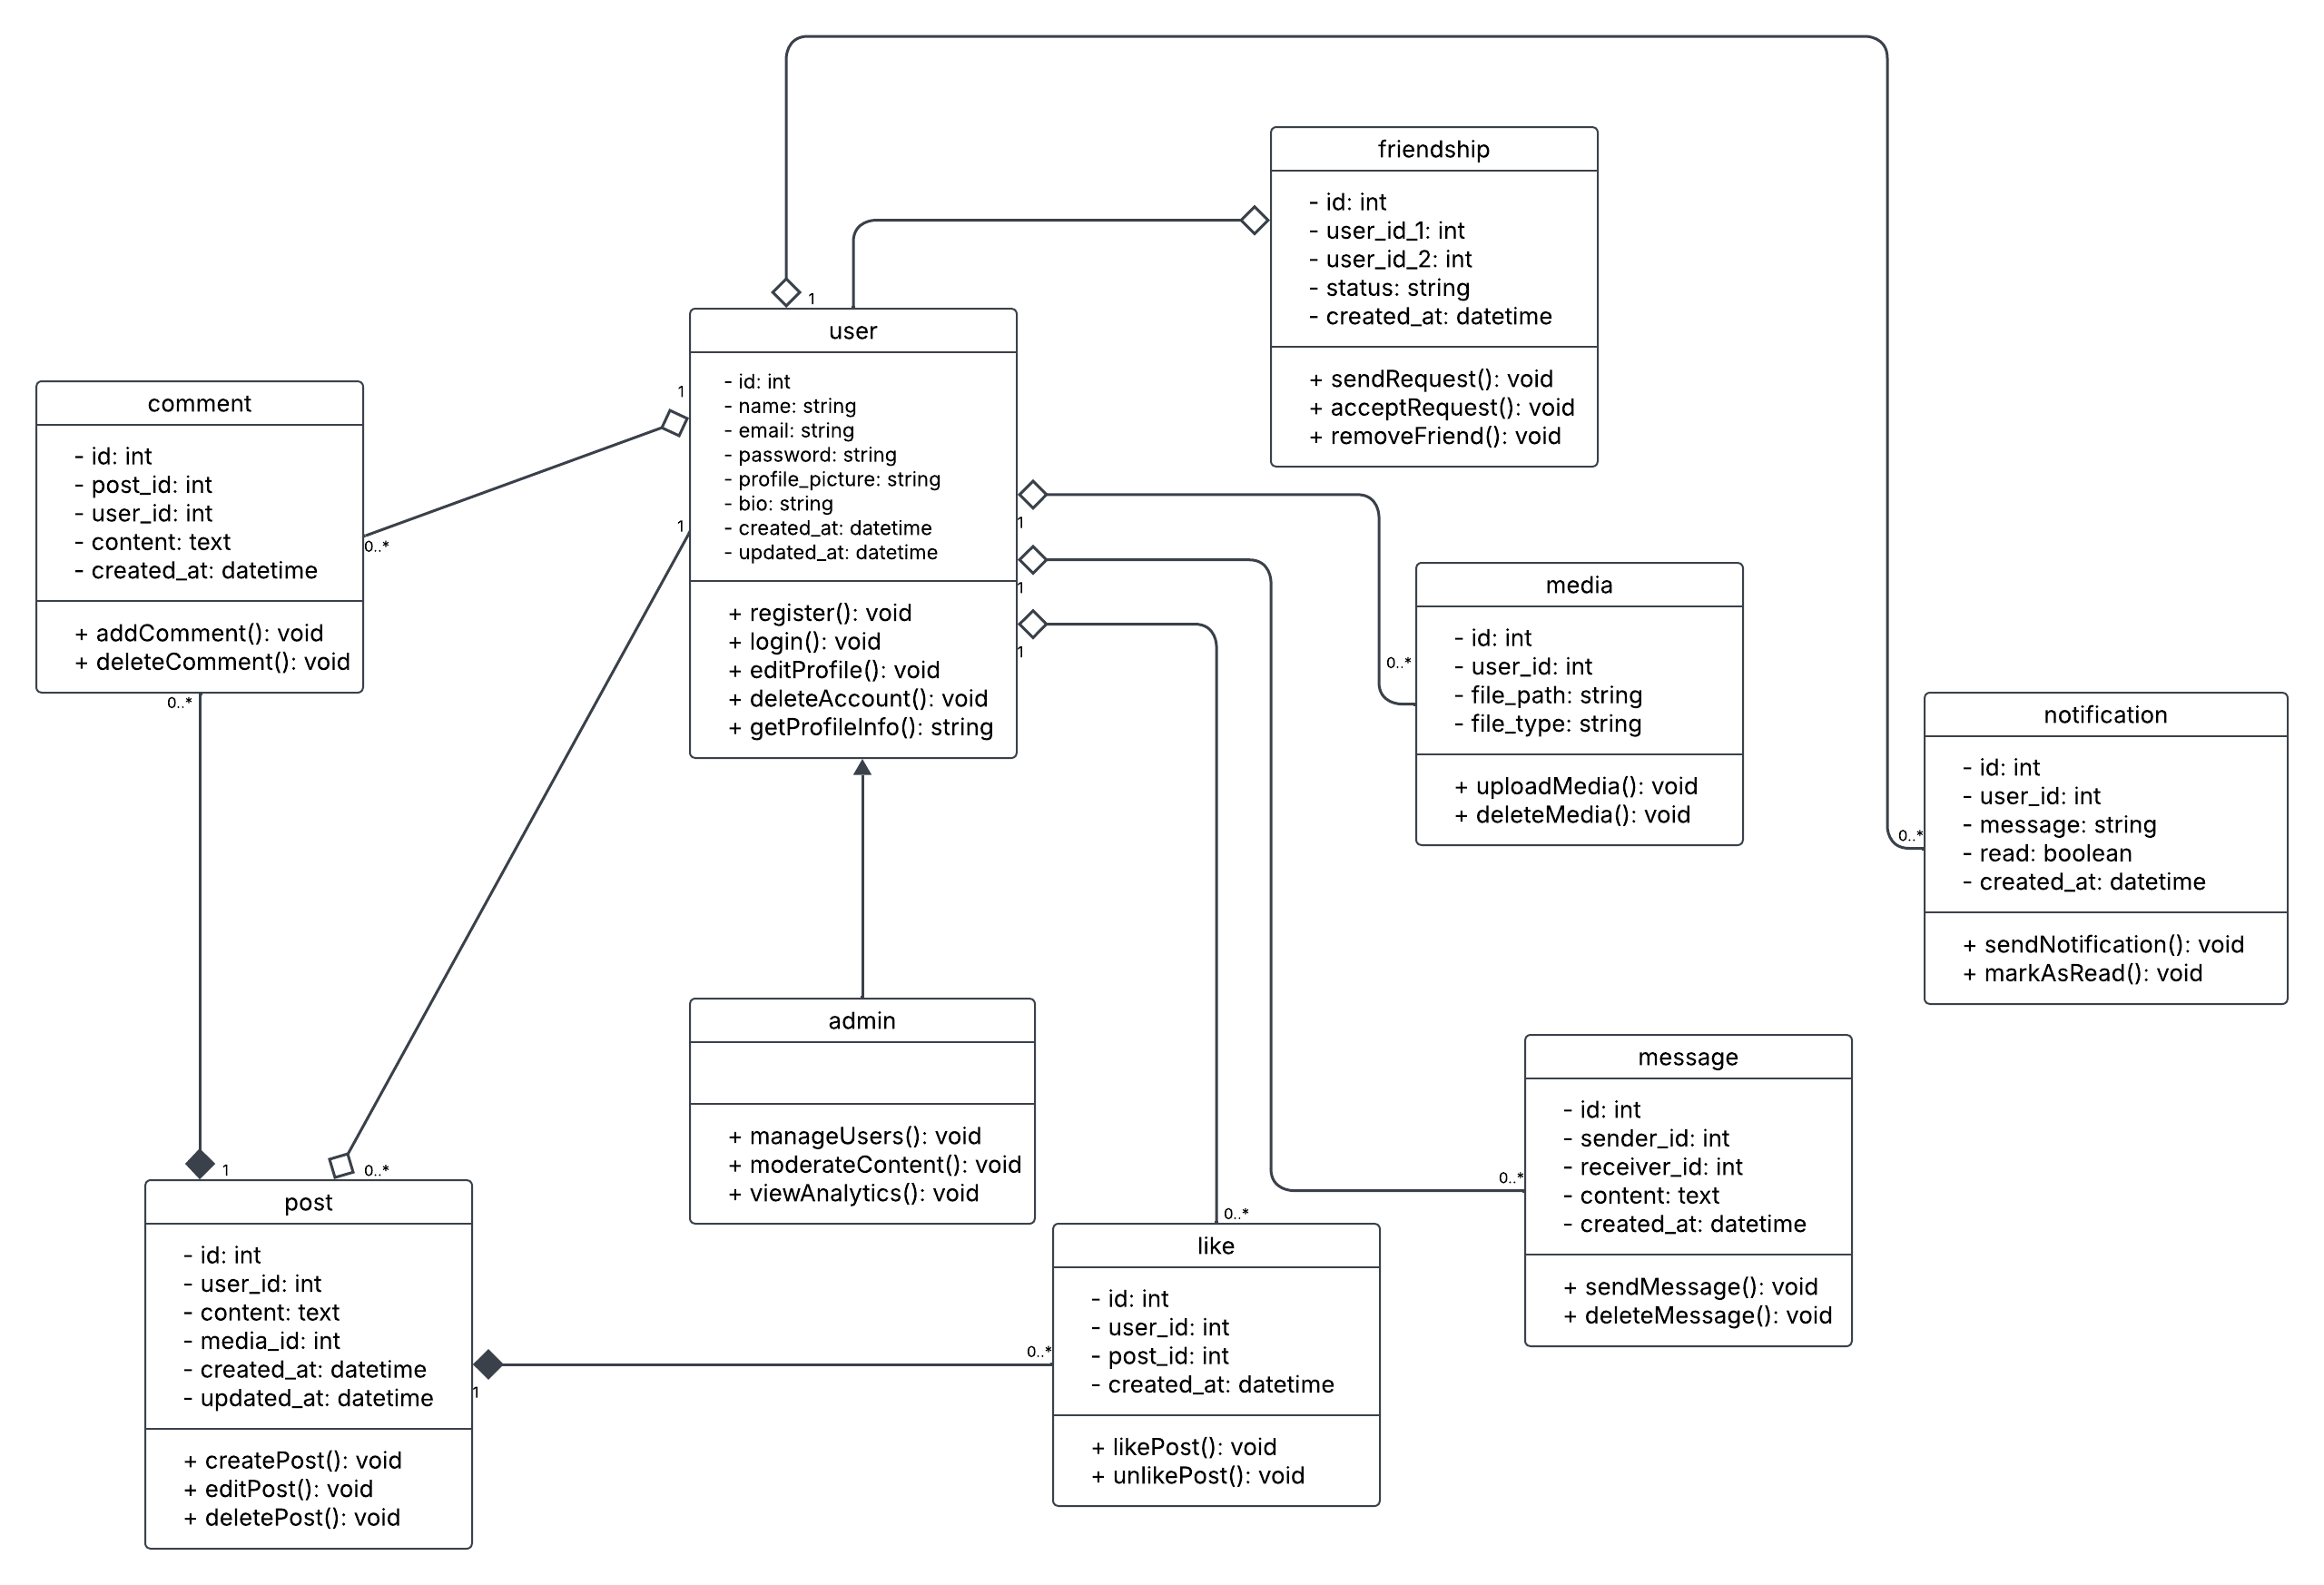 friendship
- id: int
- user_id_1: int
- user_id_2: int
- status: string
- created_at: datetime
+ sendRequest(): void
+ acceptRequest(): void
+ removeFriend(): void
1
user
- id: int
- name: string
- email: string
- password: string
- profile_picture: string
- bio: string
- created_at: datetime
- updated_at: datetime
+ register(): void
+ login(): void
+ editProfile(): void
+ deleteAccount(): void
+ getProfileInfo(): string
1
1
1
1
1
comment
- id: int
- post_id: int
- user_id: int
- content: text
- created_at: datetime
+ addComment(): void
+ deleteComment(): void
0..*
0..*
media
- id: int
- user_id: int
- file_path: string
- file_type: string
+ uploadMedia(): void
+ deleteMedia(): void
0..*
notification
- id: int
- user_id: int
- message: string
- read: boolean
- created_at: datetime
+ sendNotification(): void
+ markAsRead(): void
0..*
admin
+ manageUsers(): void
+ moderateContent(): void
+ viewAnalytics(): void
message
- id: int
- sender_id: int
- receiver_id: int
- content: text
- created_at: datetime
+ sendMessage(): void
+ deleteMessage(): void
0..*
1
0..*
post
- id: int
- user_id: int
- content: text
- media_id: int
- created_at: datetime
- updated_at: datetime
+ createPost(): void
+ editPost(): void
+ deletePost(): void
1
0..*
0..*
like
- id: int
- user_id: int
- post_id: int
- created_at: datetime
+ likePost(): void
+ unlikePost(): void